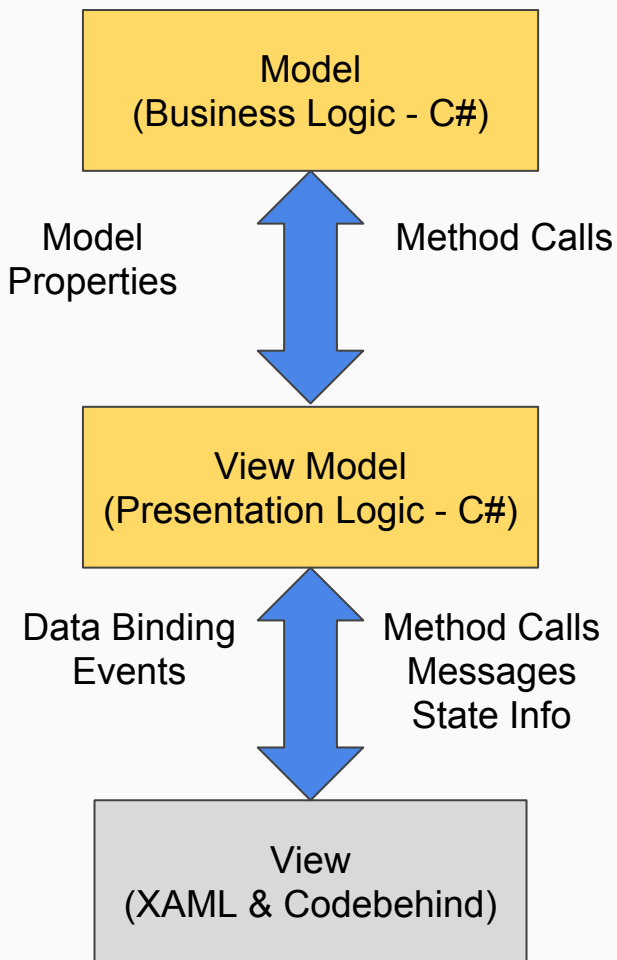 Model
(Business Logic - C#)
Model
Properties
Method Calls
View Model
(Presentation Logic - C#)
Data Binding
Events
Method Calls
Messages
State Info
View
(XAML & Codebehind)